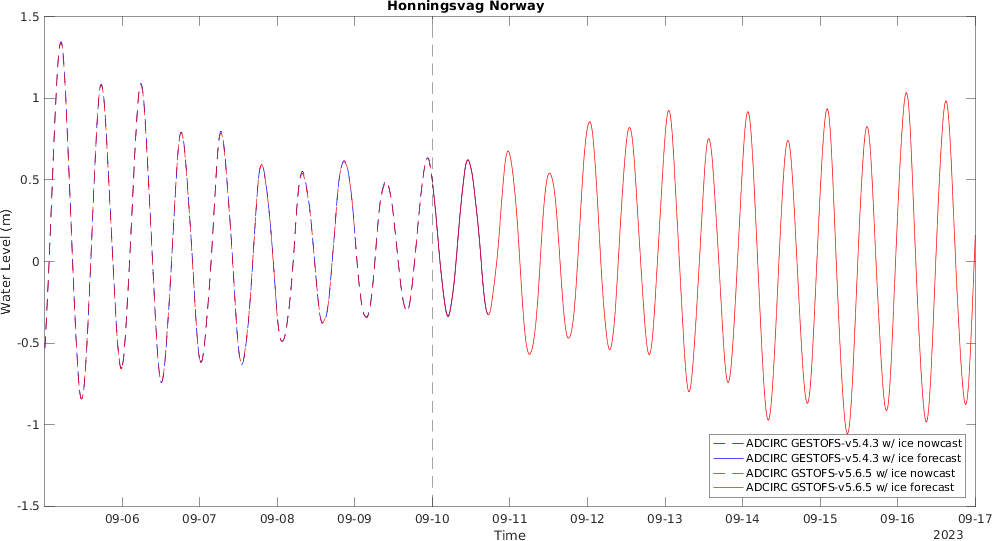 Honningsvag Norway
1.5
1
0.5
0
-0.5
-1
-1.5
Water Level (m)
09-06 09-07 09-08 09-09 09-10 09-11 09-12 09-13 09-14 09-15 09-16 09-17
Time
2023
ADCIRC GESTOFS-v5.4.3 w/ ice nowcast
ADCIRC GESTOFS-v5.4.3 w/ ice forecast
ADCIRC GSTOFS-v5.6.5 w/ ice nowcast
ADCIRC GSTOFS-v5.6.5 w/ ice forecast